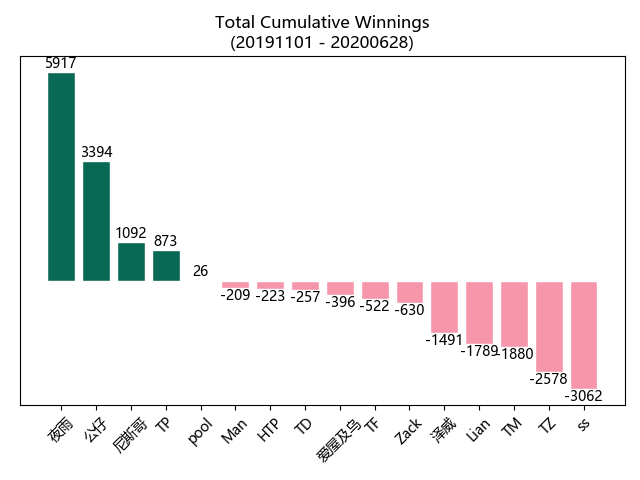 Total Cumulative Winnings
(20191101 - 20200628)
5917
3394
1092
873
26
-209
-223
-257
-396
-522
-630
-1491
-1789
-1880
-2578
-3062
夜雨
公仔
尼斯哥
TP
pool
Man
HTP
TD
爱屋及乌
TF
Zack
泽威
Lian
TM
TZ
ss